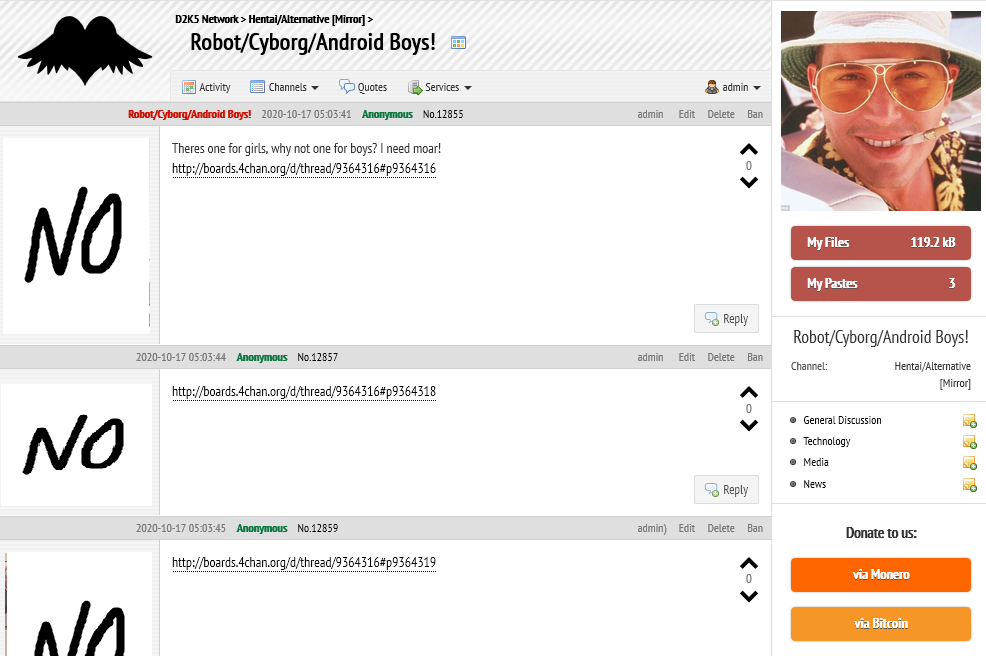 D2K5 Network > Hentai/Alternative [Mirror] >
Robot/Cyborg/Android Boys!
Activity Channels Quotes Services admin
Robot/Cyborg/Android Boys! 2020-10-17 05:03:41 Anonymous No.12855 admin Edit Delete Ban
NO
Theres one for girls, why not one for boys? I need moar!
http://boards.4chan.org/d/thread/9364316#p9364316
0
Reply
2020-10-17 05:03:44 Anonymous No.12857 admin Edit Delete Ban
NO
http://boards.4chan.org/d/thread/9364316#p9364318
0
Reply
2020-10-17 05:03:45 Anonymous No.12859 admin) Edit Delete Ban
NO
http://boards.4chan.org/d/thread/9364316#p9364319
0
My Files 119.2 kB
My Pastes 3
Robot/Cyborg/Android Boys!
Channel: Hentai/Alternative
[Mirror]
General Discussion
Technology
Media
News
Donate to us:
via Monero
via Bitcoin